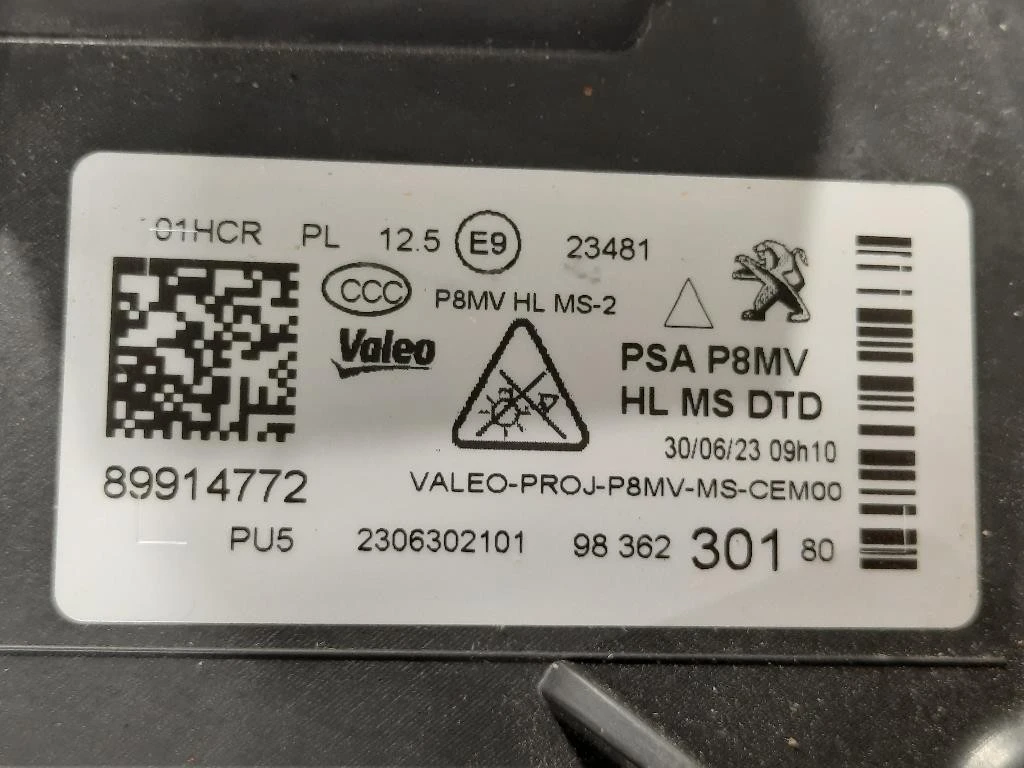 01HCR PL 12.5 E9 23481
CCC P8MV HL MS-2
Valeo
PSA P8MV
HL MS DTD
30/06/23 09h10
89914772 VALEO-PROJ-P8MV-MS-CEM00
PU5 2306302101 98 362 301 80